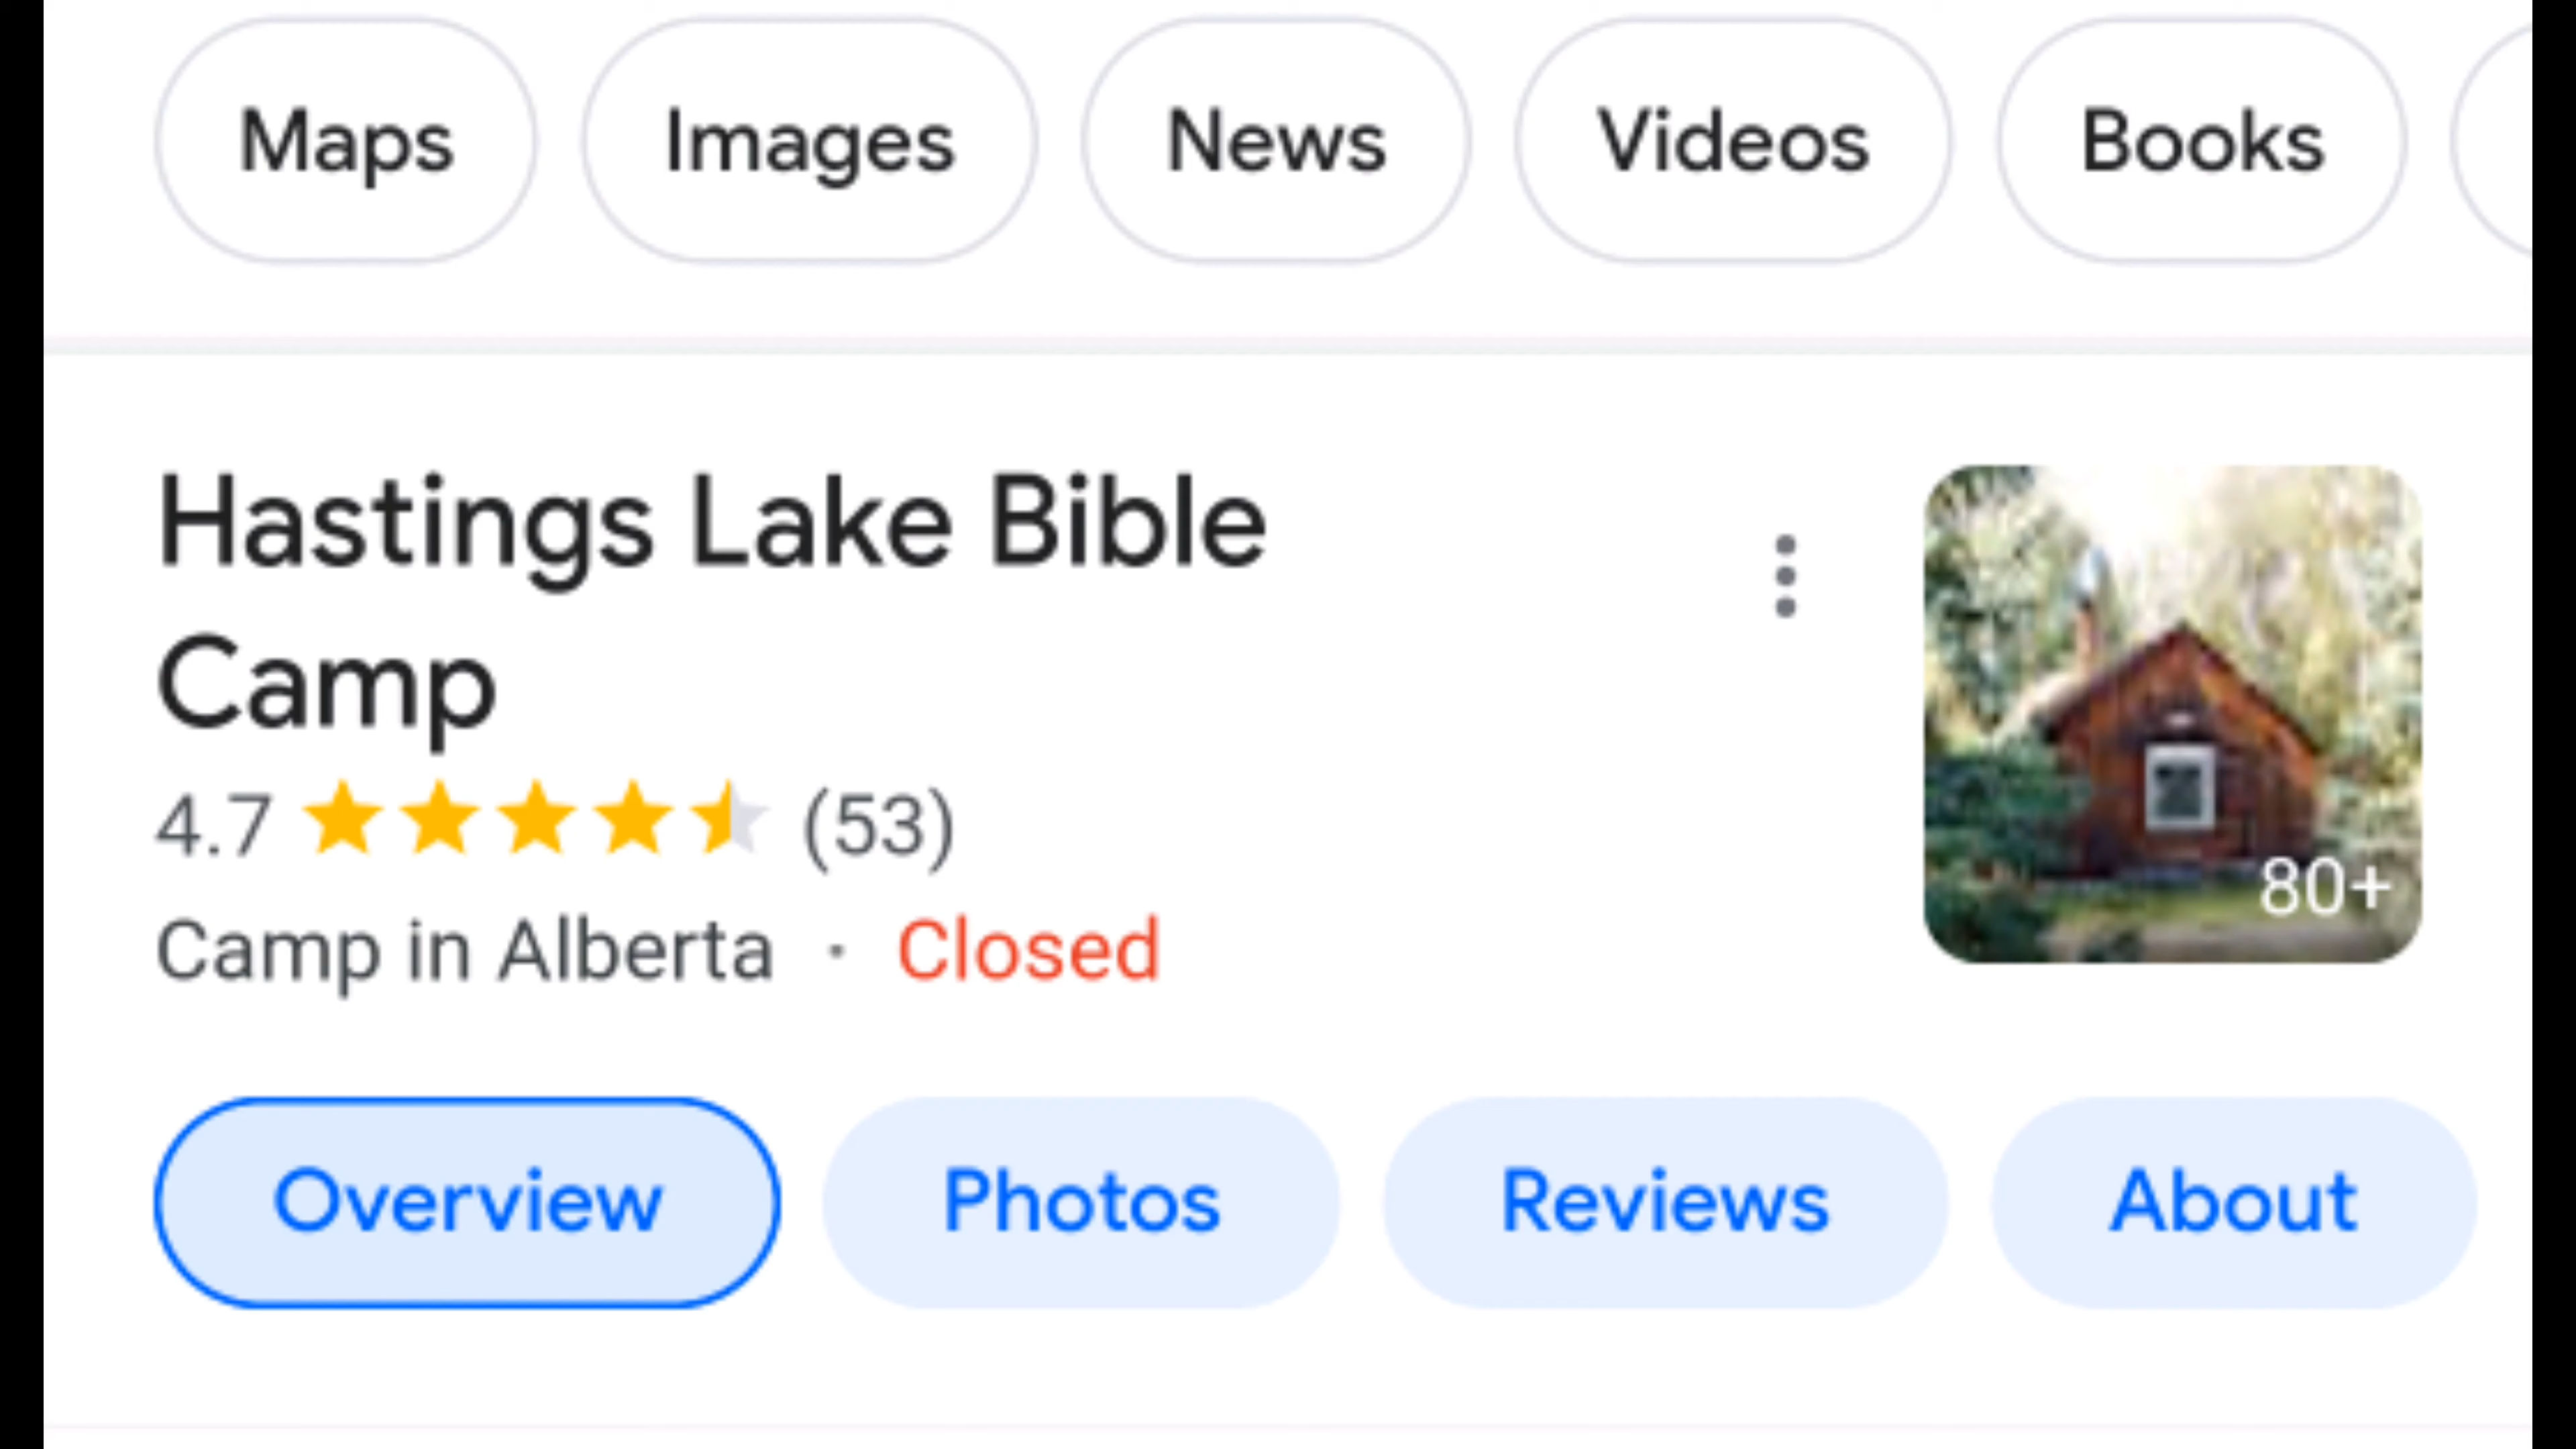 Maps Images News Videos Books
Hastings Lake Bible
Camp
4.7 (53)
Camp in Alberta · Closed
80+
Overview Photos Reviews About